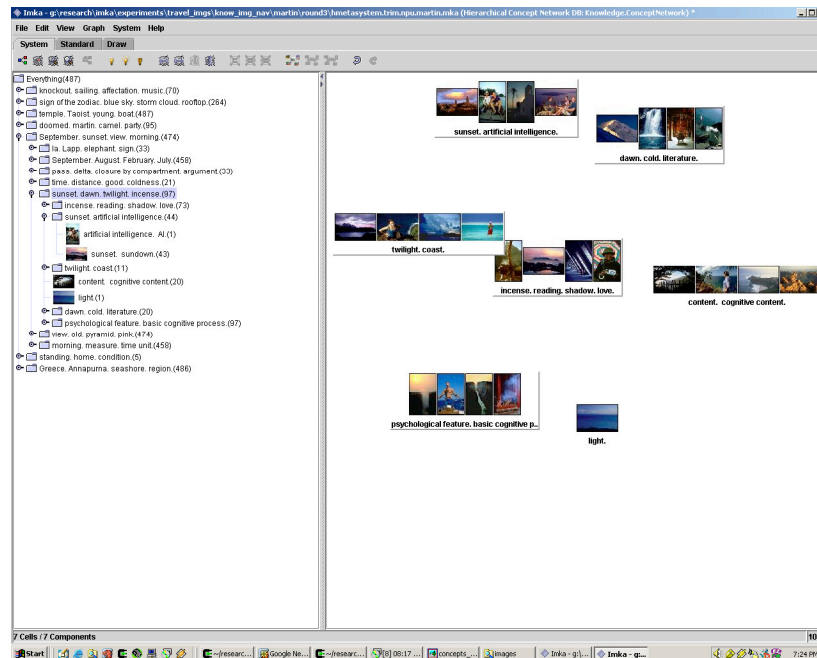 Imka - g:\research\imka\experiments\travel_imgs\know_img_nav\martin\round3\hmetasystem.trim.npu.martin.mka (Hierarchical Concept Network DB: Knowledge.ConceptNetwork) *
File Edit View Graph System Help
System Standard Draw
Everything(487)
knockout. sailing. affectation. music.(70)
sign of the zodiac. blue sky. storm cloud. rooftop.(264)
temple. Taoist. young. boat.(487)
doomed. martin. camel. party.(95)
September. sunset. view. morning.(474)
la. Lapp. elephant. sign.(33)
September. August. February. July.(458)
pass. delta. closure by compartment. argument.(33)
time. distance. good. coldness.(21)
sunset. dawn. twilight. incense.(97)
incense. reading. shadow. love.(73)
sunset. artificial intelligence.(44)
artificial intelligence. AI.(1)
sunset. sundown.(43)
twilight. coast.(11)
content. cognitive content.(20)
light.(1)
dawn. cold. literature.(20)
psychological feature. basic cognitive process.(97)
view. old. pyramid. pink.(474)
morning. measure. time unit.(458)
standing. home. condition.(5)
Greece. Annapurna. seashore. region.(486)
sunset. artificial intelligence.
dawn. cold. literature.
twilight. coast.
incense. reading. shadow. love.
content. cognitive content.
psychological feature. basic cognitive p..
light.
7 Cells / 7 Components
10
Start
~/researc...
Google Ne...
~/researc...
[8] 08:17 ...
concepts_...
images
Imka - g:\...
Imka - g:...
7:24 PM